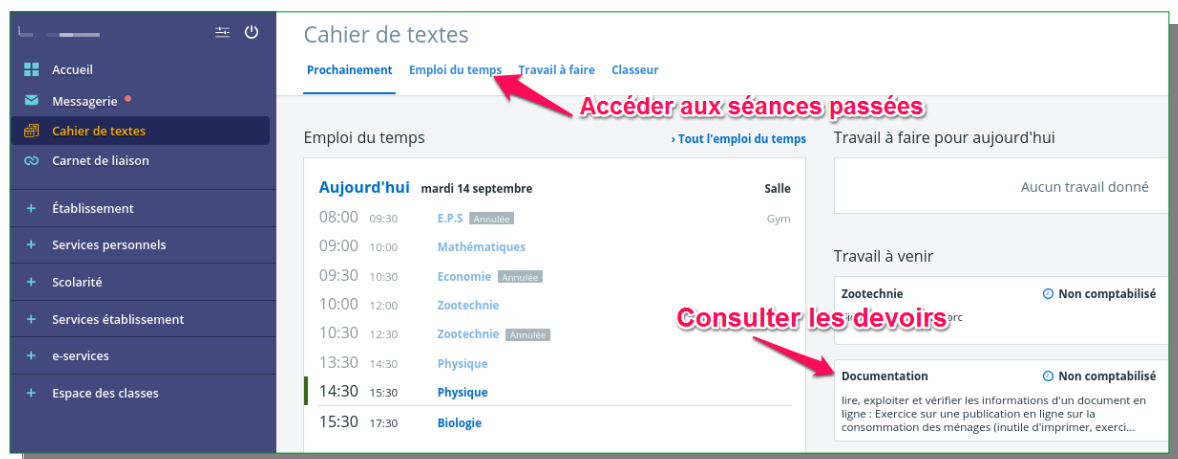 Accueil
Messagerie
Cahier de textes
Carnet de liaison
+ Établissement
+ Services personnels
+ Scolarité
+ Services établissement
+ e-services
+ Espace des classes
Cahier de textes
Prochainement Emploi du temps Travail à faire Classeur
Accéder aux séances passées
Emploi du temps › Tout l'emploi du temps
Aujourd'hui mardi 14 septembre Salle
08:00 09:30 E.P.S Annulée Gym
09:00 10:00 Mathématiques
09:30 10:30 Economie Annulée
10:00 12:00 Zootechnie
10:30 12:30 Zootechnie Annulée
13:30 14:30 Physique
14:30 15:30 Physique
15:30 17:30 Biologie
Travail à faire pour aujourd'hui
Aucun travail donné
Travail à venir
Zootechnie Non comptabilisé
Consulter les devoirs
Documentation Non comptabilisé
lire, exploiter et vérifier les informations d'un document en
ligne : Exercice sur une publication en ligne sur la
consommation des ménages (inutile d'imprimer, exerci...